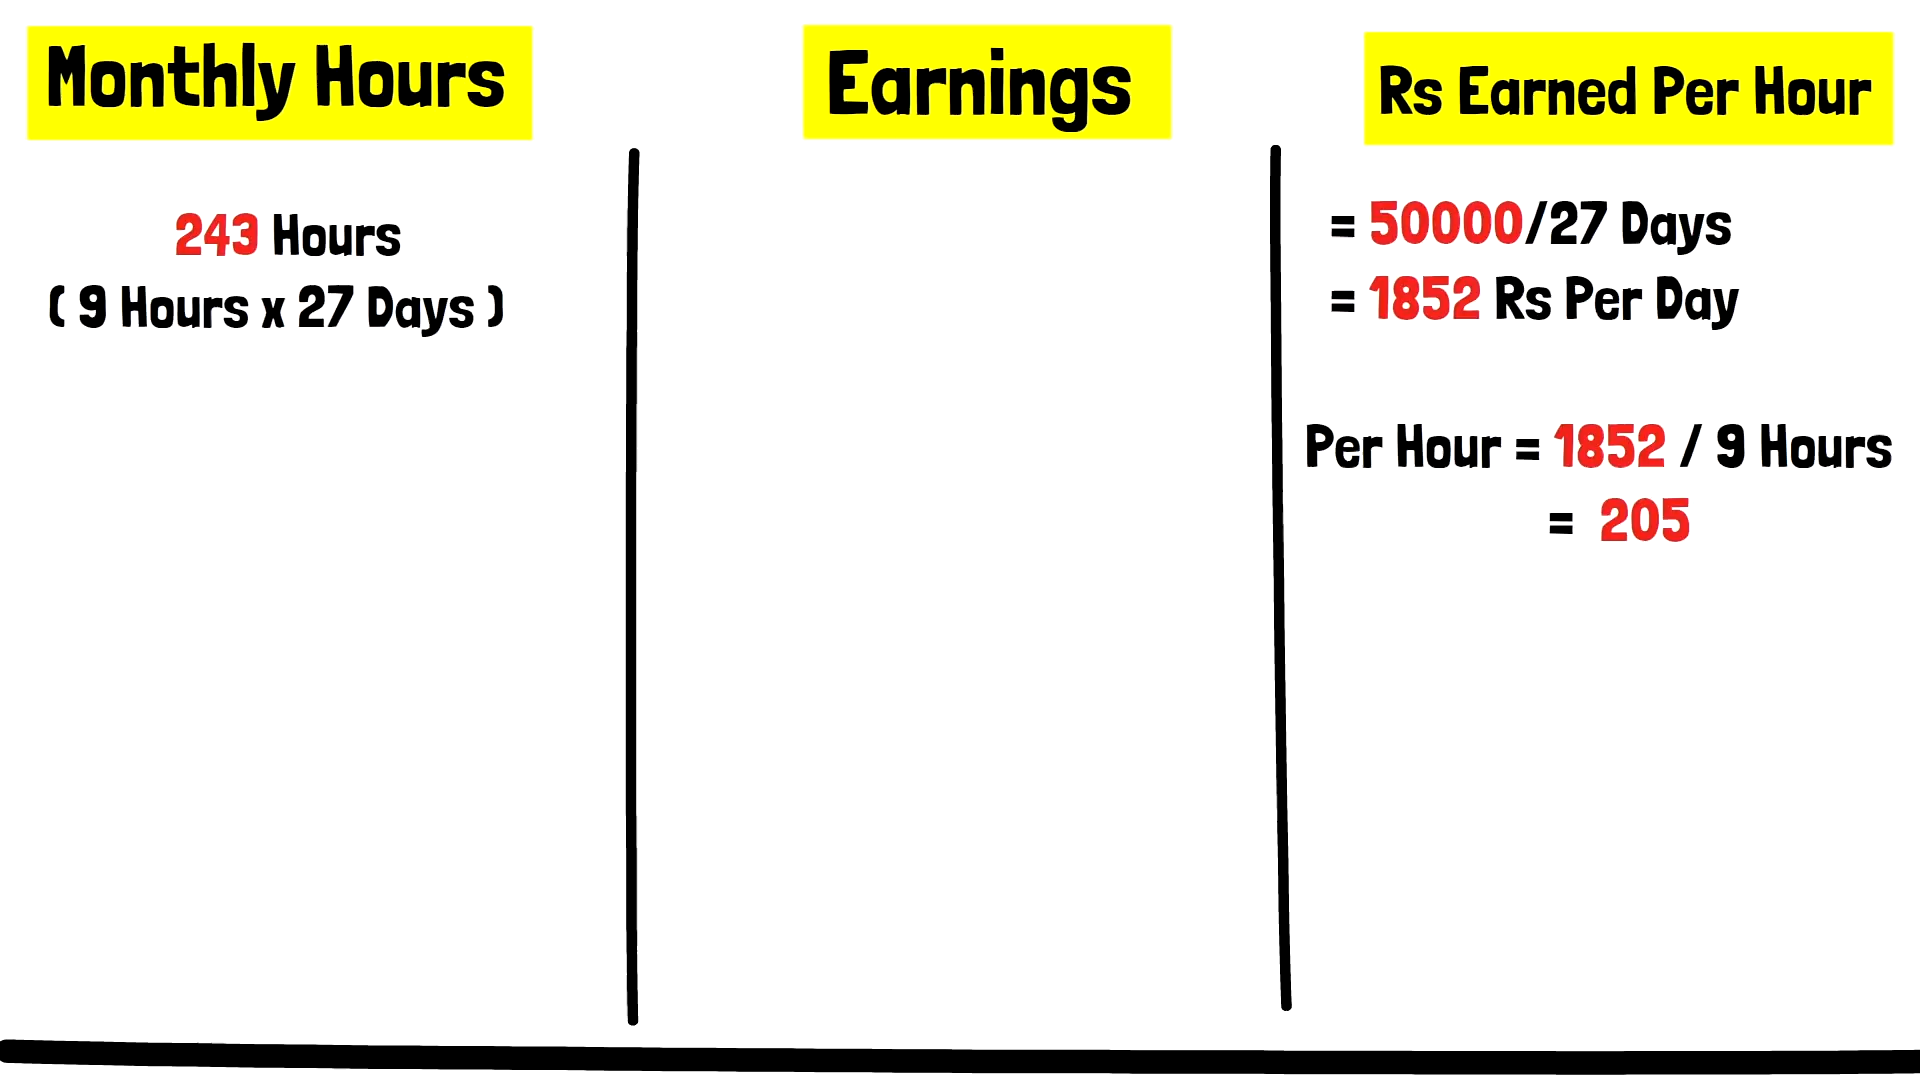 Monthly Hours
Earnings
Rs Earned Per Hour
243 Hours
( 9 Hours x 27 Days )
= 50000/27 Days
= 1852 Rs Per Day
Per Hour = 1852 / 9 Hours
= 205